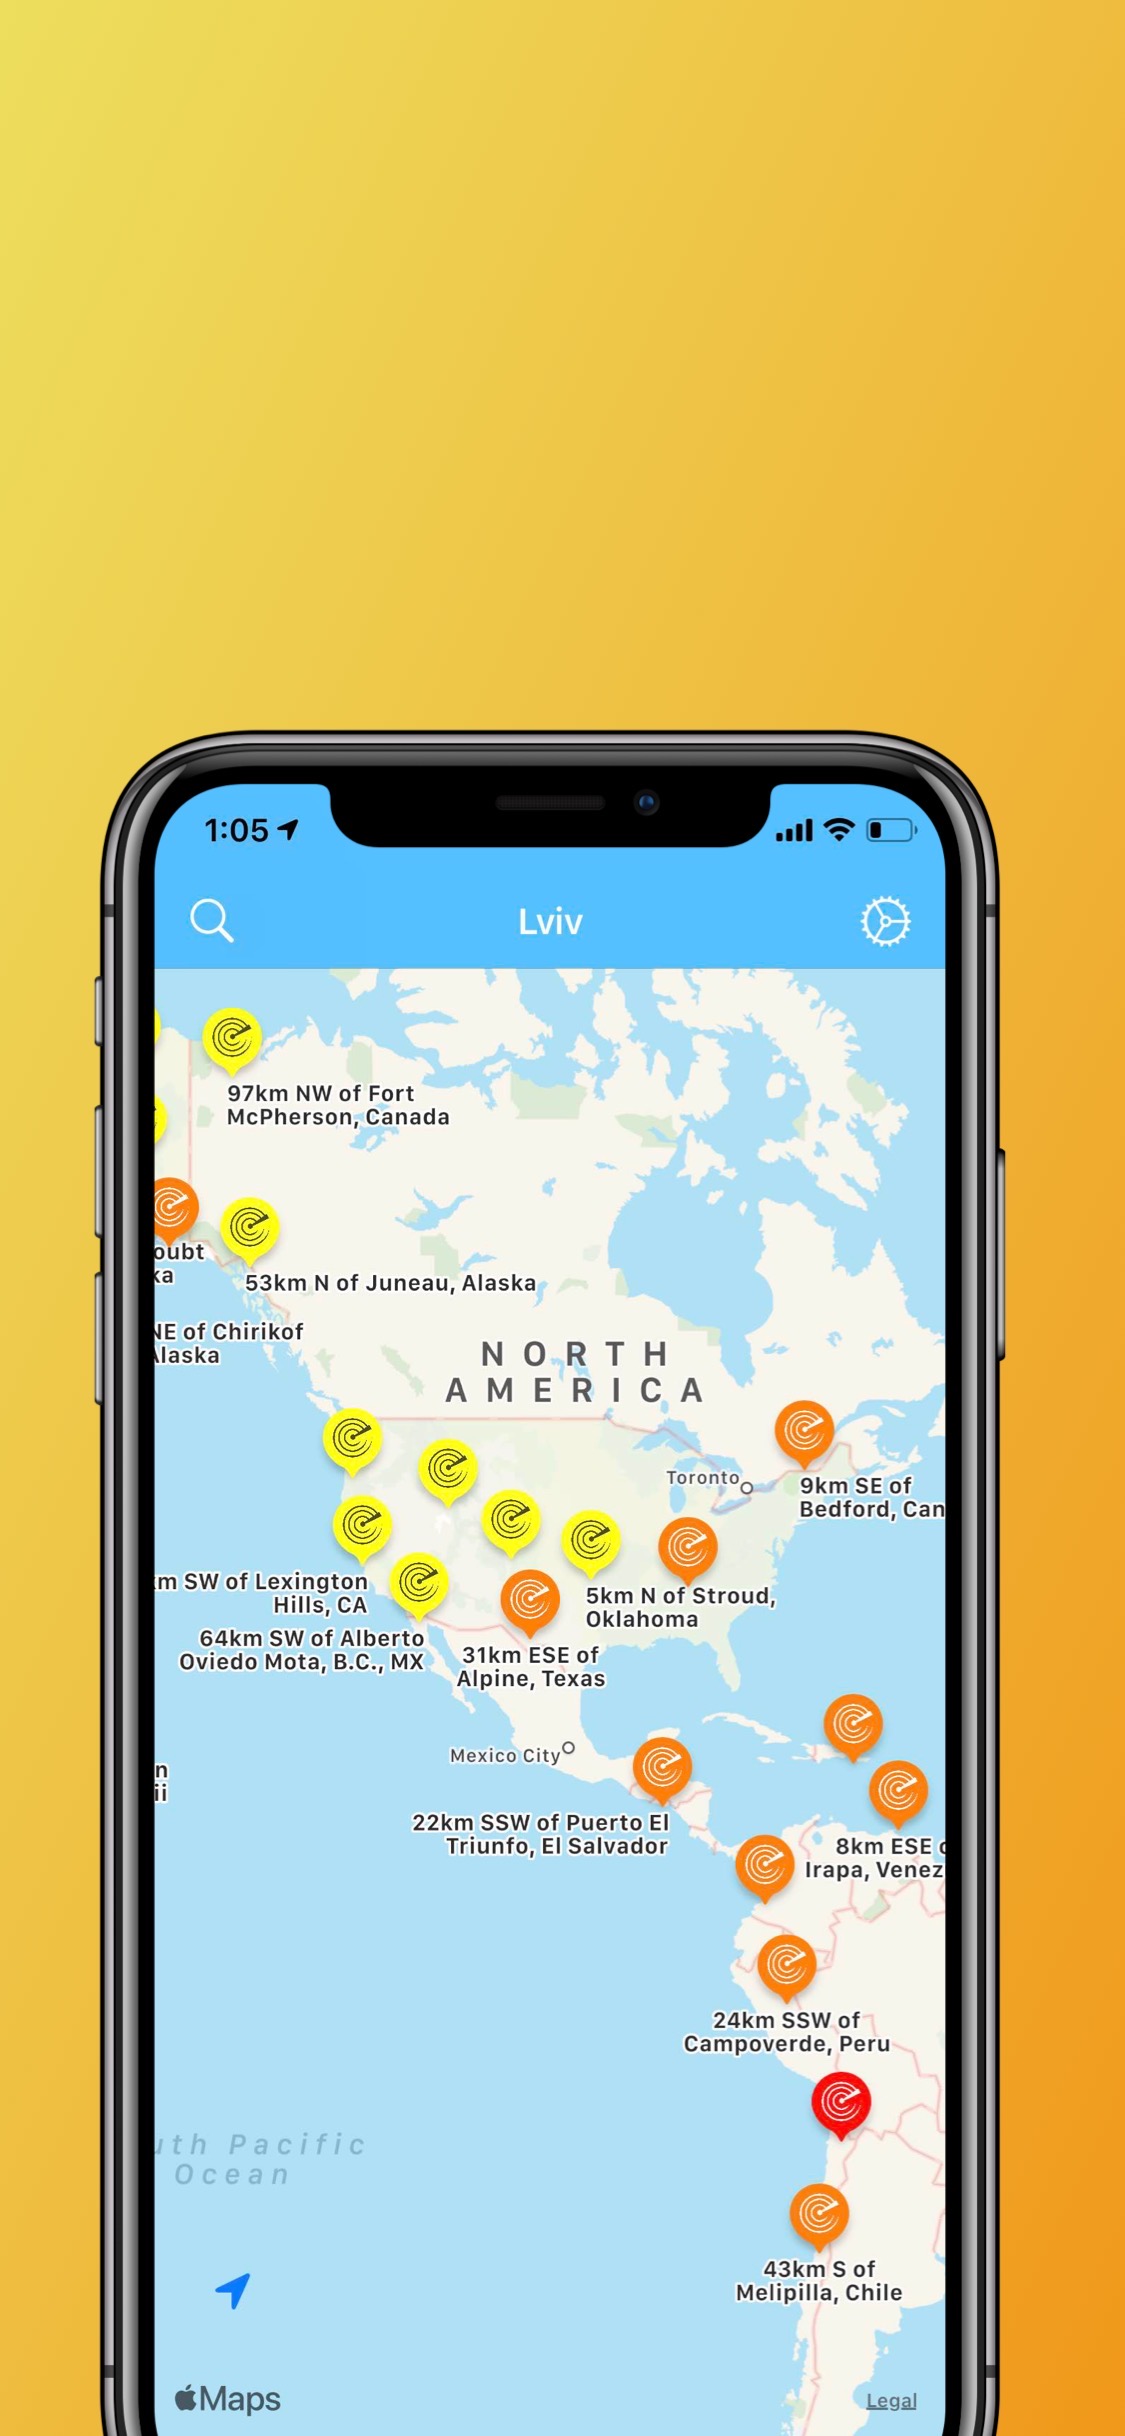 1:05
Lviv
97km NW of Fort
McPherson, Canada
oubt
ka
53km N of Juneau, Alaska
NE of Chirikof
Alaska
NORTH
AMERICA
Toronto
9km SE of
Bedford, Can
km SW of Lexington
Hills, CA
5km N of Stroud,
Oklahoma
64km SW of Alberto
Oviedo Mota, B.C., MX
31km ESE of
Alpine, Texas
Mexico City
n
ii
22km SSW of Puerto El
Triunfo, El Salvador
8km ESE
Irapa, Venez
24km SSW of
Campoverde, Peru
uth Pacific
Ocean
43km S of
Melipilla, Chile
Maps
Legal